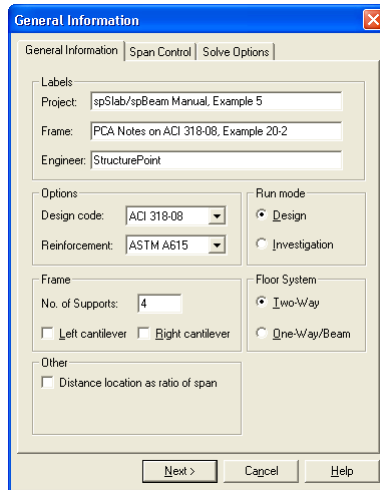 General Information
General Information Span Control Solve Options
Labels
Project: spSlab/spBeam Manual, Example 5
Frame: PCA Notes on ACI 318-08, Example 20-2
Engineer: StructurePoint
Options
Design code: ACI 318-08
Reinforcement: ASTM A615
Run mode
Design
Investigation
Frame
No. of Supports: 4
Left cantilever Right cantilever
Floor System
Two-Way
One-Way/Beam
Other
Distance location as ratio of span
Next > Cancel Help